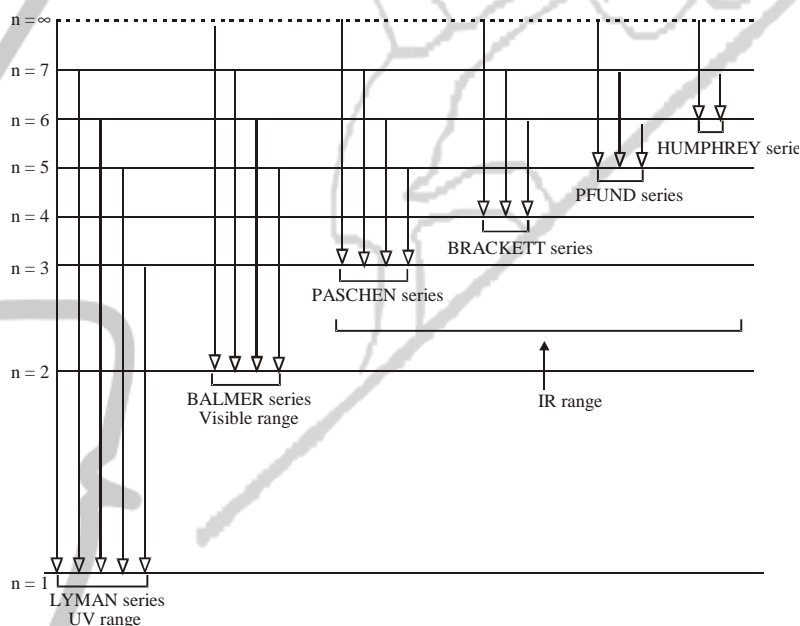 n = ∞
n = 7
n = 6
HUMPHREY serie
n = 5
PFUND series
n = 4
BRACKETT series
n = 3
PASCHEN series
n = 2
BALMER series
Visible range
IR range
n = 1
LYMAN series
UV range